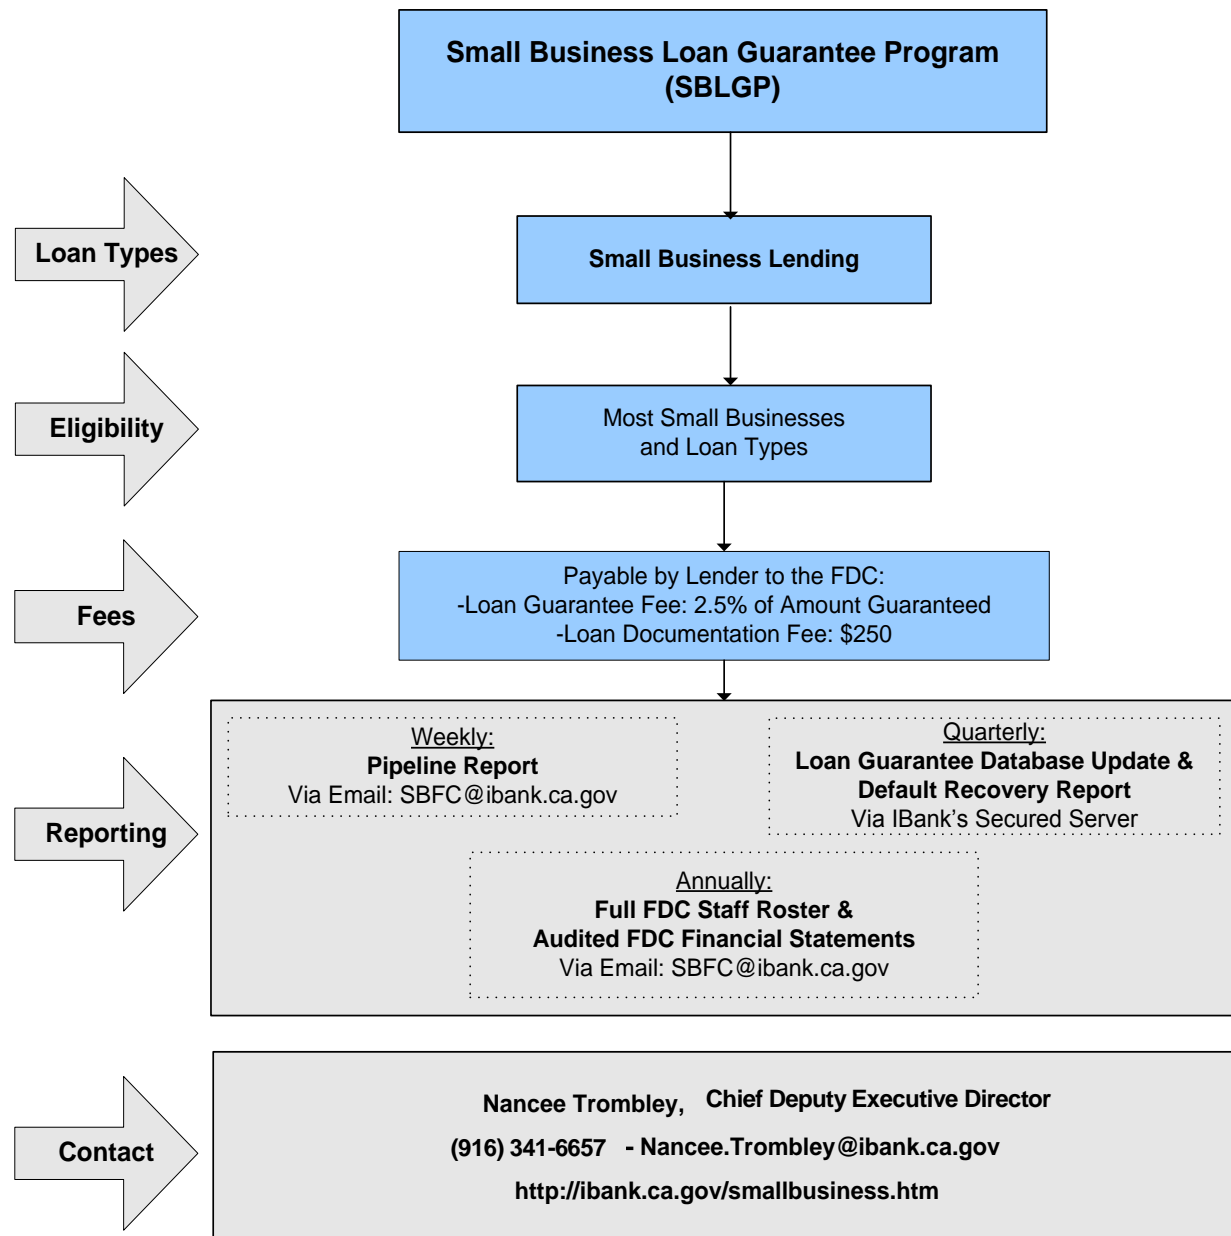 Small Business Loan Guarantee Program
(SBLGP)
Loan Types
Small Business Lending
Eligibility
Most Small Businesses
and Loan Types
Fees
Payable by Lender to the FDC:
-Loan Guarantee Fee: 2.5% of Amount Guaranteed
-Loan Documentation Fee: $250
Reporting
Weekly:
Pipeline Report
Via Email: SBFC@ibank.ca.gov
Quarterly:
Loan Guarantee Database Update &
Default Recovery Report
Via IBank’s Secured Server
Annually:
Full FDC Staff Roster &
Audited FDC Financial Statements
Via Email: SBFC@ibank.ca.gov
Contact
Nancee Trombley, Chief Deputy Executive Director
(916) 341-6657 - Nancee.Trombley@ibank.ca.gov
http://ibank.ca.gov/smallbusiness.htm